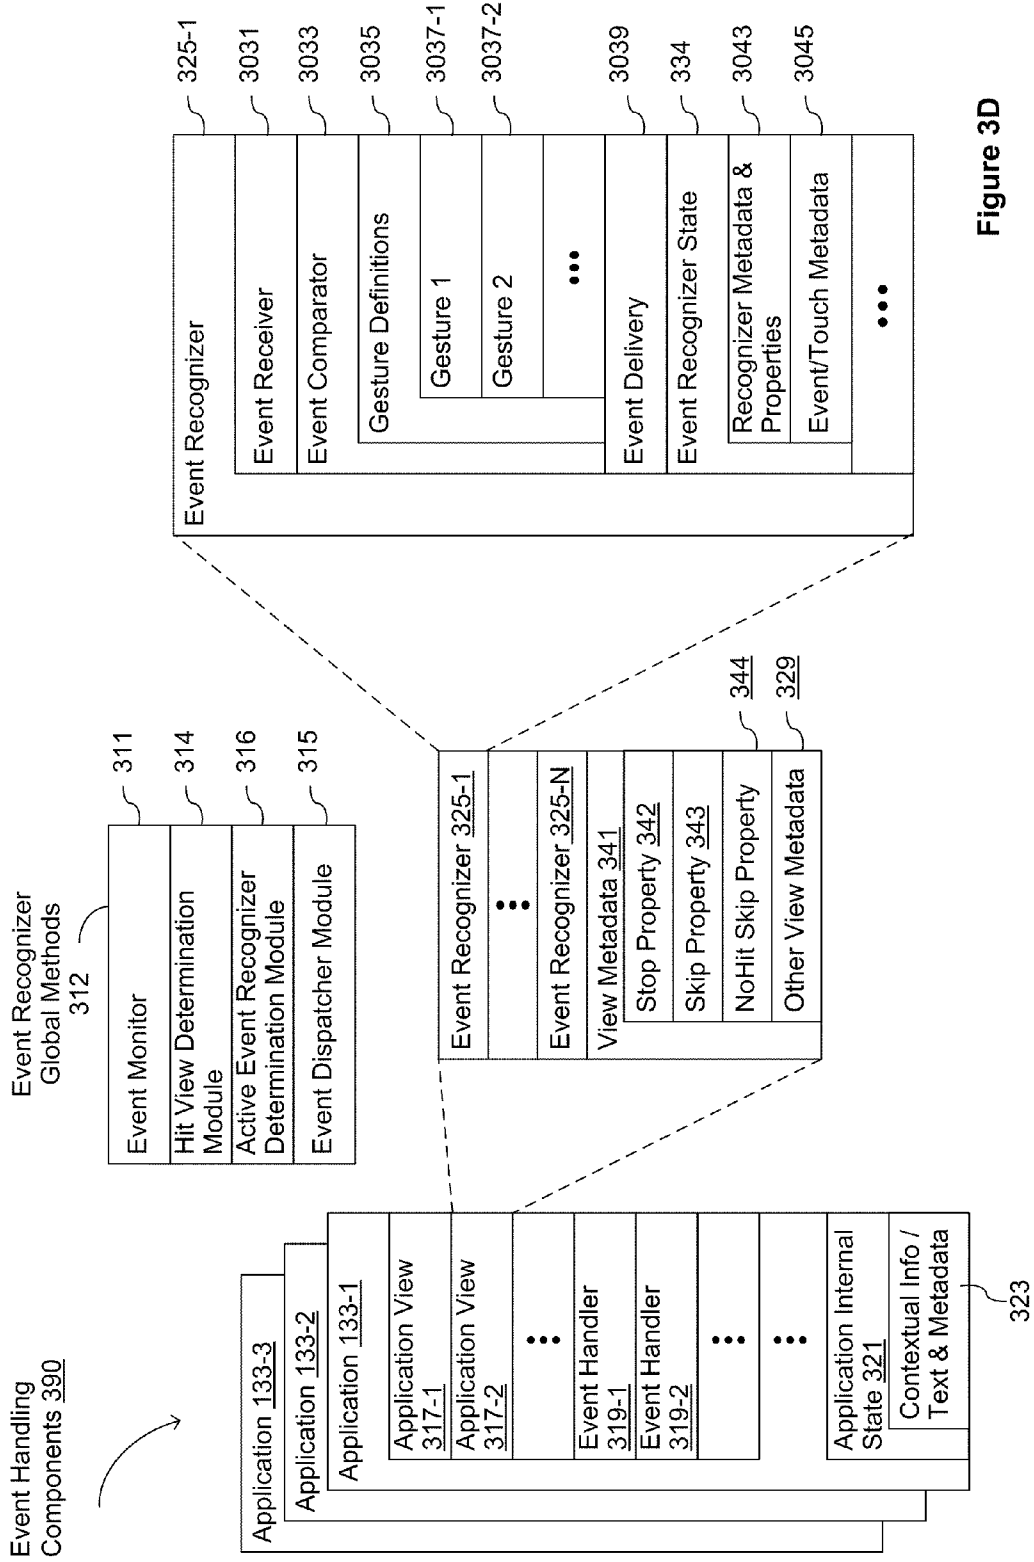 Event Handling
Components 390
Application 133-3
Application 133-2
Application 133-1
Application View
317-1
Application View
317-2
•••
Event Handler
319-1
Event Handler
319-2
•••
•••
Application Internal
State 321
Contextual Info /
Text & Metadata
323
Event Recognizer
Global Methods
312
Event Monitor
311
Hit View Determination
Module
314
Active Event Recognizer
Determination Module
316
Event Dispatcher Module
315
Event Recognizer 325-1
•••
Event Recognizer 325-N
View Metadata 341
Stop Property 342
Skip Property 343
NoHit Skip Property
344
Other View Metadata
329
Event Recognizer
325-1
Event Receiver
3031
Event Comparator
3033
Gesture Definitions
3035
Gesture 1
3037-1
Gesture 2
3037-2
•••
Event Delivery
3039
Event Recognizer State
334
Recognizer Metadata &
Properties
3043
Event/Touch Metadata
3045
•••
Figure 3D